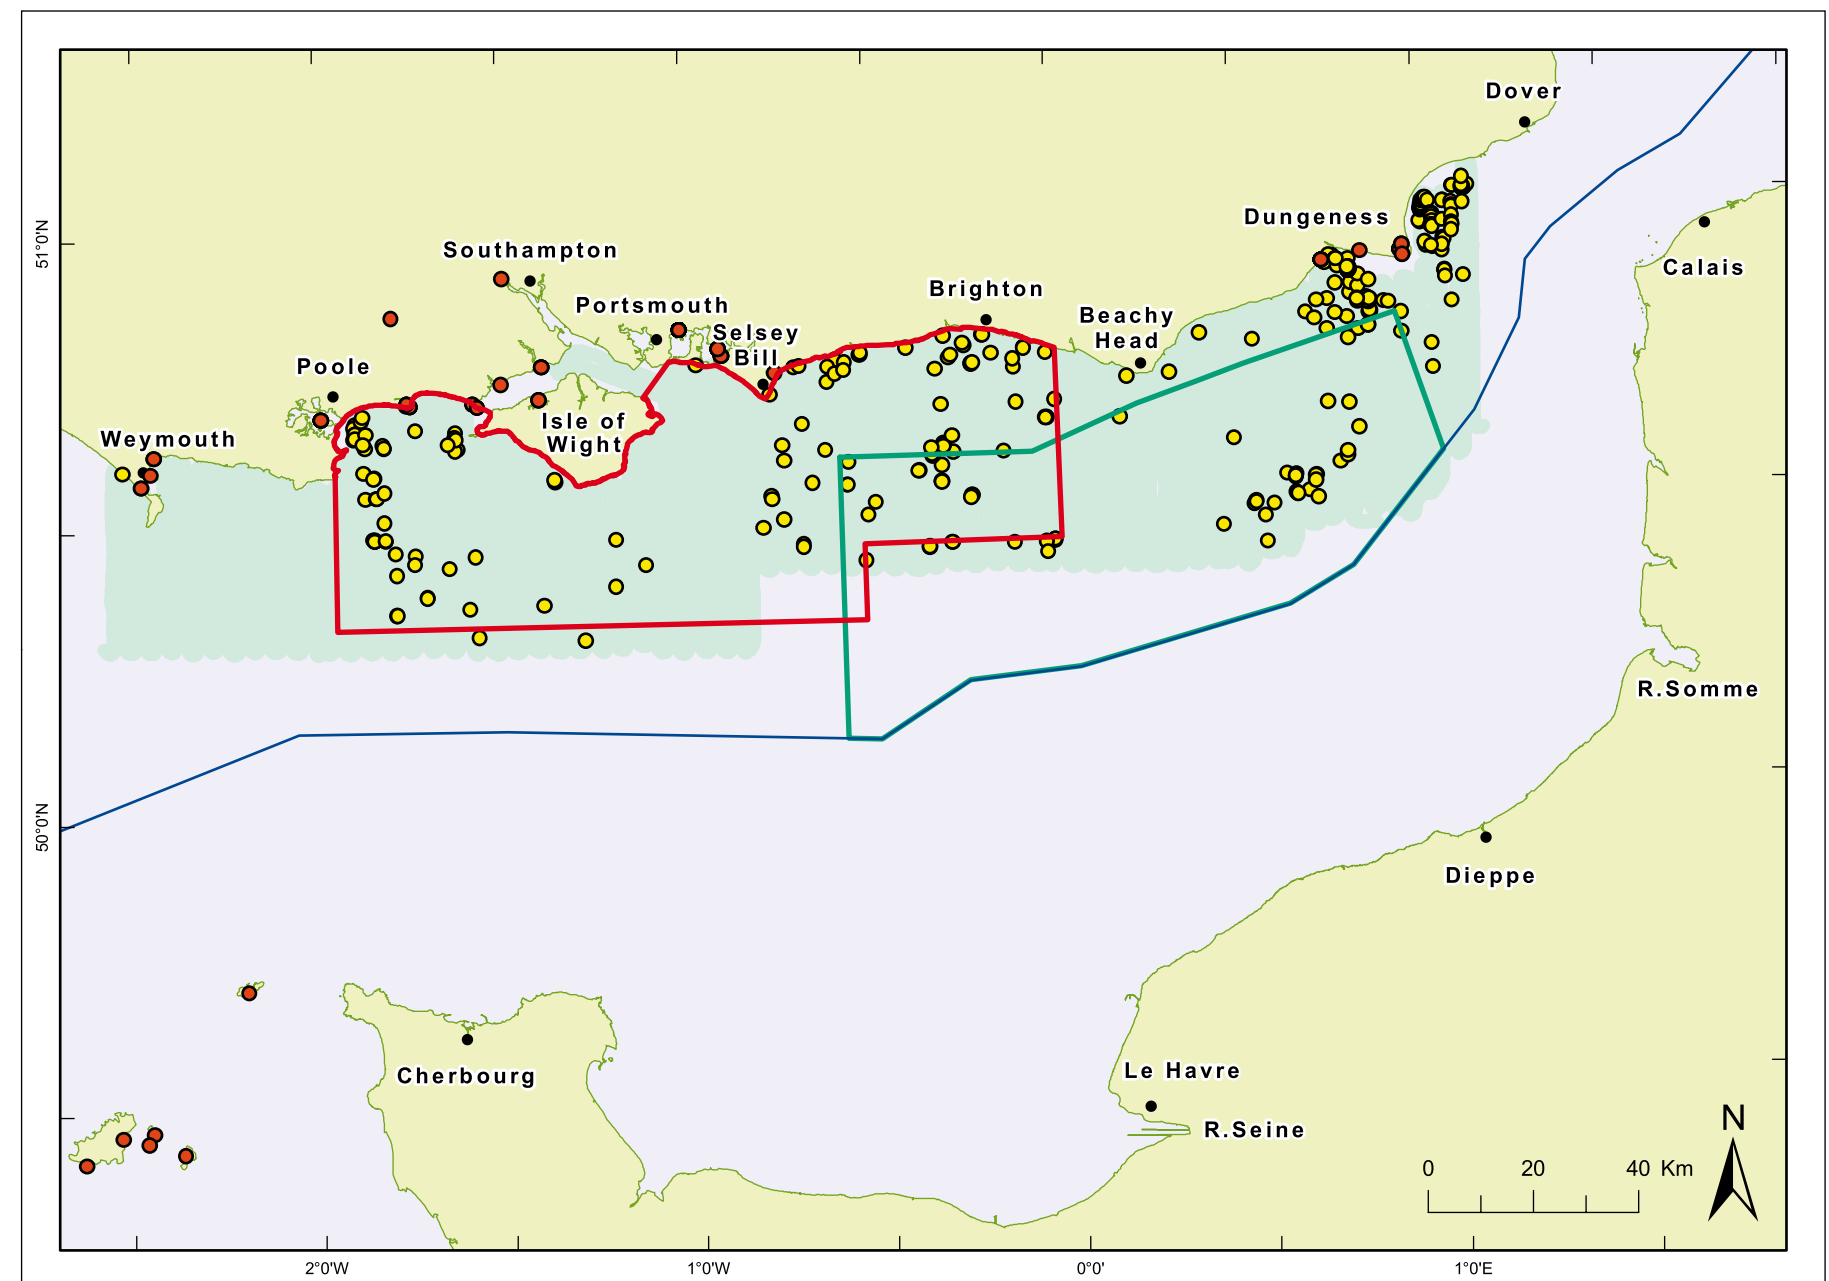 Dover
51°0'N
Dungeness
Southampton
Calais
Brighton
Portsmouth
Beachy
Head
Selsey
Bill
Poole
Isle of
Wight
Weymouth
R.Somme
50°0'N
Dieppe
Cherbourg
Le Havre
R.Seine
N
0 20 40 Km
2°0'W 1°0'W 0°0' 1°0'E